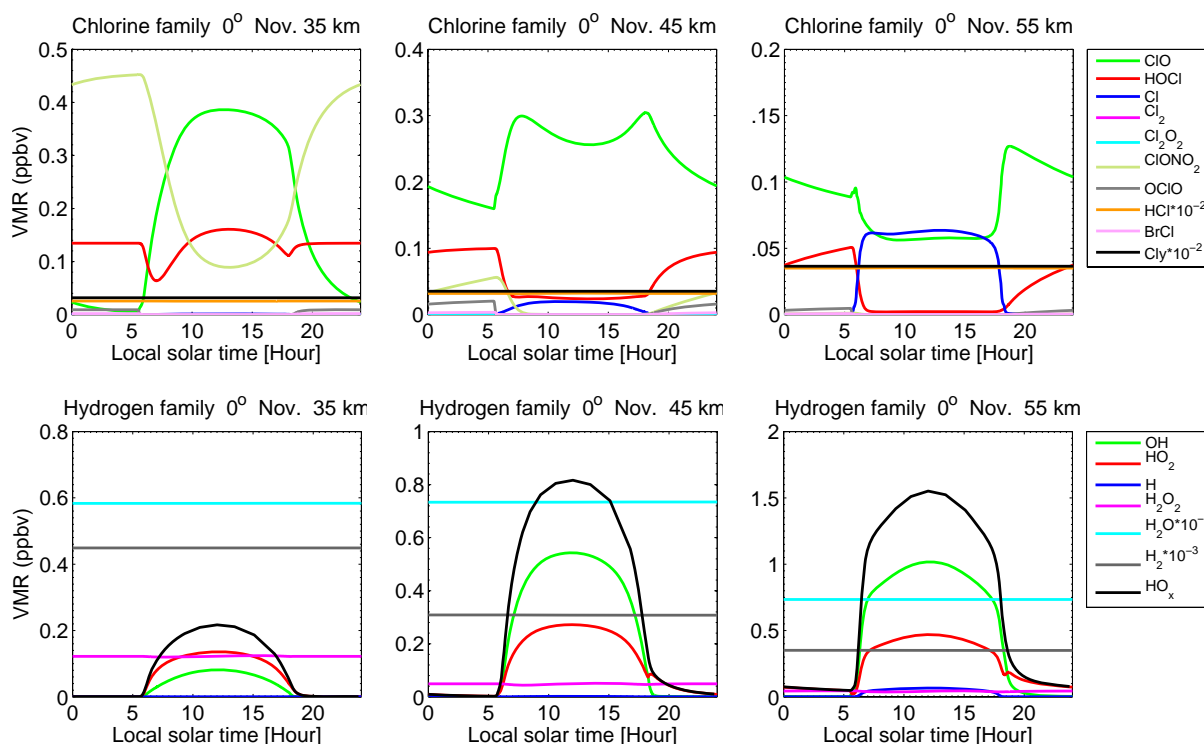 Chlorine family 0° Nov. 35 km
VMR (ppbv)
0.5
0.4
0.3
0.2
0.1
0
0 5 10 15 20
Local solar time [Hour]
Chlorine family 0° Nov. 45 km
0.4
0.3
0.2
0.1
0
0 5 10 15 20
Local solar time [Hour]
Chlorine family 0° Nov. 55 km
0.2
.15
0.1
.05
0
0 5 10 15 20
Local solar time [Hour]
ClO
HOCl
Cl
Cl₂
Cl₂O₂
ClONO₂
OClO
HCl*10⁻²
BrCl
Cly*10⁻²
Hydrogen family 0° Nov. 35 km
VMR (ppbv)
0.8
0.6
0.4
0.2
0
0 5 10 15 20
Local solar time [Hour]
Hydrogen family 0° Nov. 45 km
1
0.8
0.6
0.4
0.2
0
0 5 10 15 20
Local solar time [Hour]
Hydrogen family 0° Nov. 55 km
2
1.5
1
0.5
0
0 5 10 15 20
Local solar time [Hour]
OH
HO₂
H
H₂O₂
H₂O*10⁻
H₂*10⁻³
HOₓ